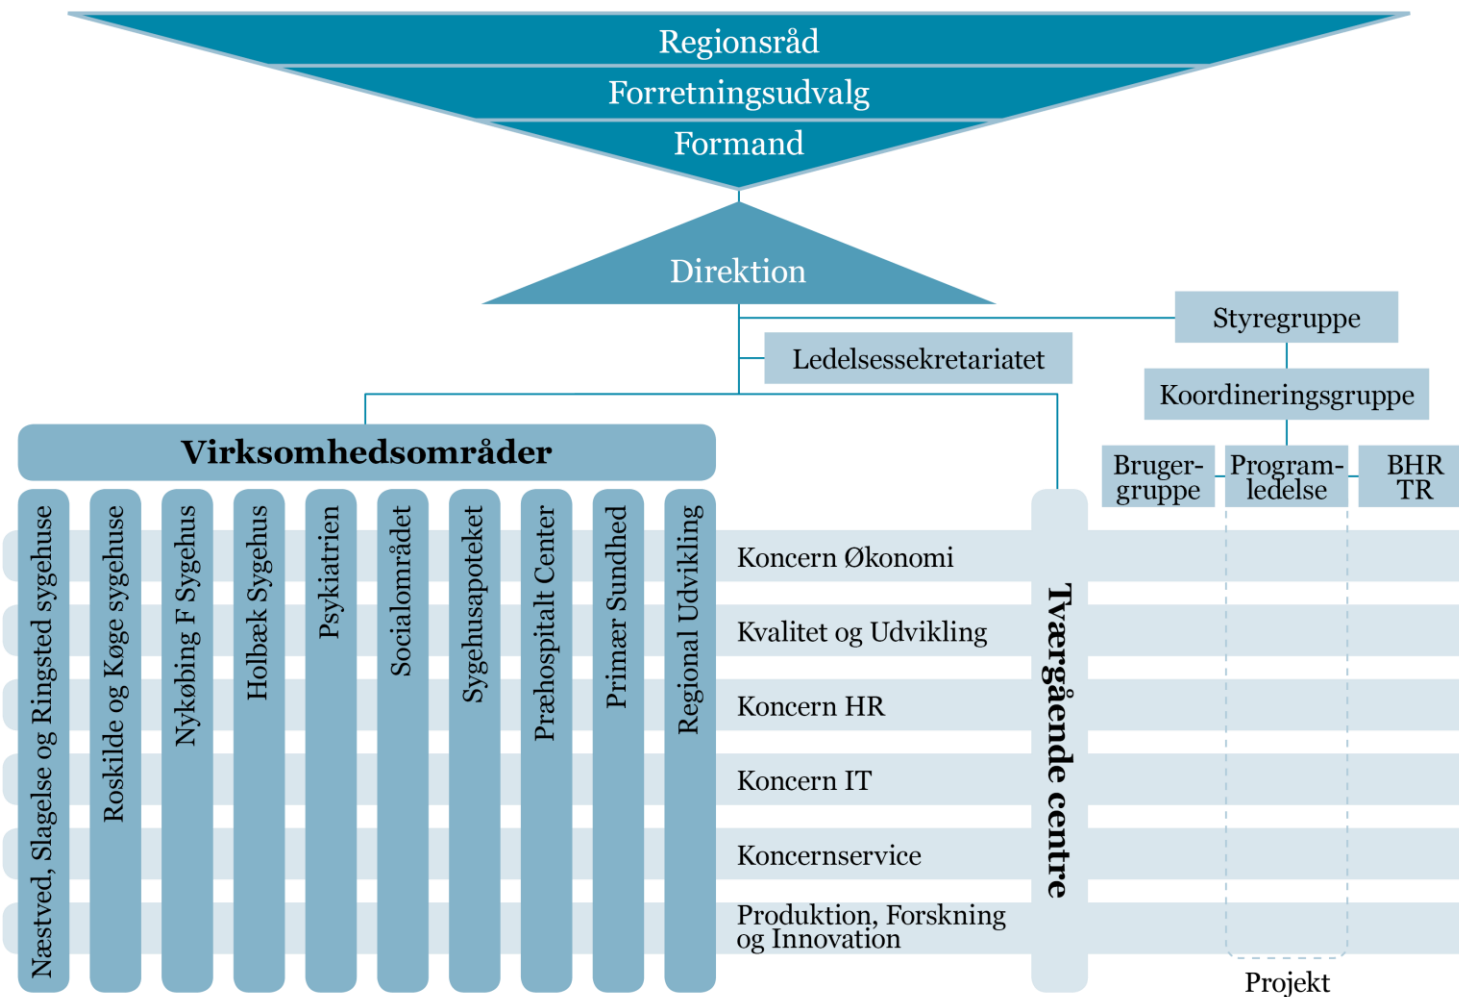 Regionsråd
Forretningsudvalg
Formand
Direktion
Styregruppe
Ledelsessekretariatet
Koordineringsgruppe
Virksomhedsområder
Bruger-
gruppe
Program-
ledelse
BHR
TR
Næstved, Slagelse og Ringsted sygehuse
Roskilde og Køge sygehuse
Nykøbing F Sygehus
Holbæk Sygehus
Psykiatrien
Socialområdet
Sygehusapoteket
Præhospitalt Center
Primær Sundhed
Regional Udvikling
Koncern Økonomi
Kvalitet og Udvikling
Koncern HR
Koncern IT
Koncernservice
Produktion, Forskning
og Innovation
Tværgående centre
Projekt